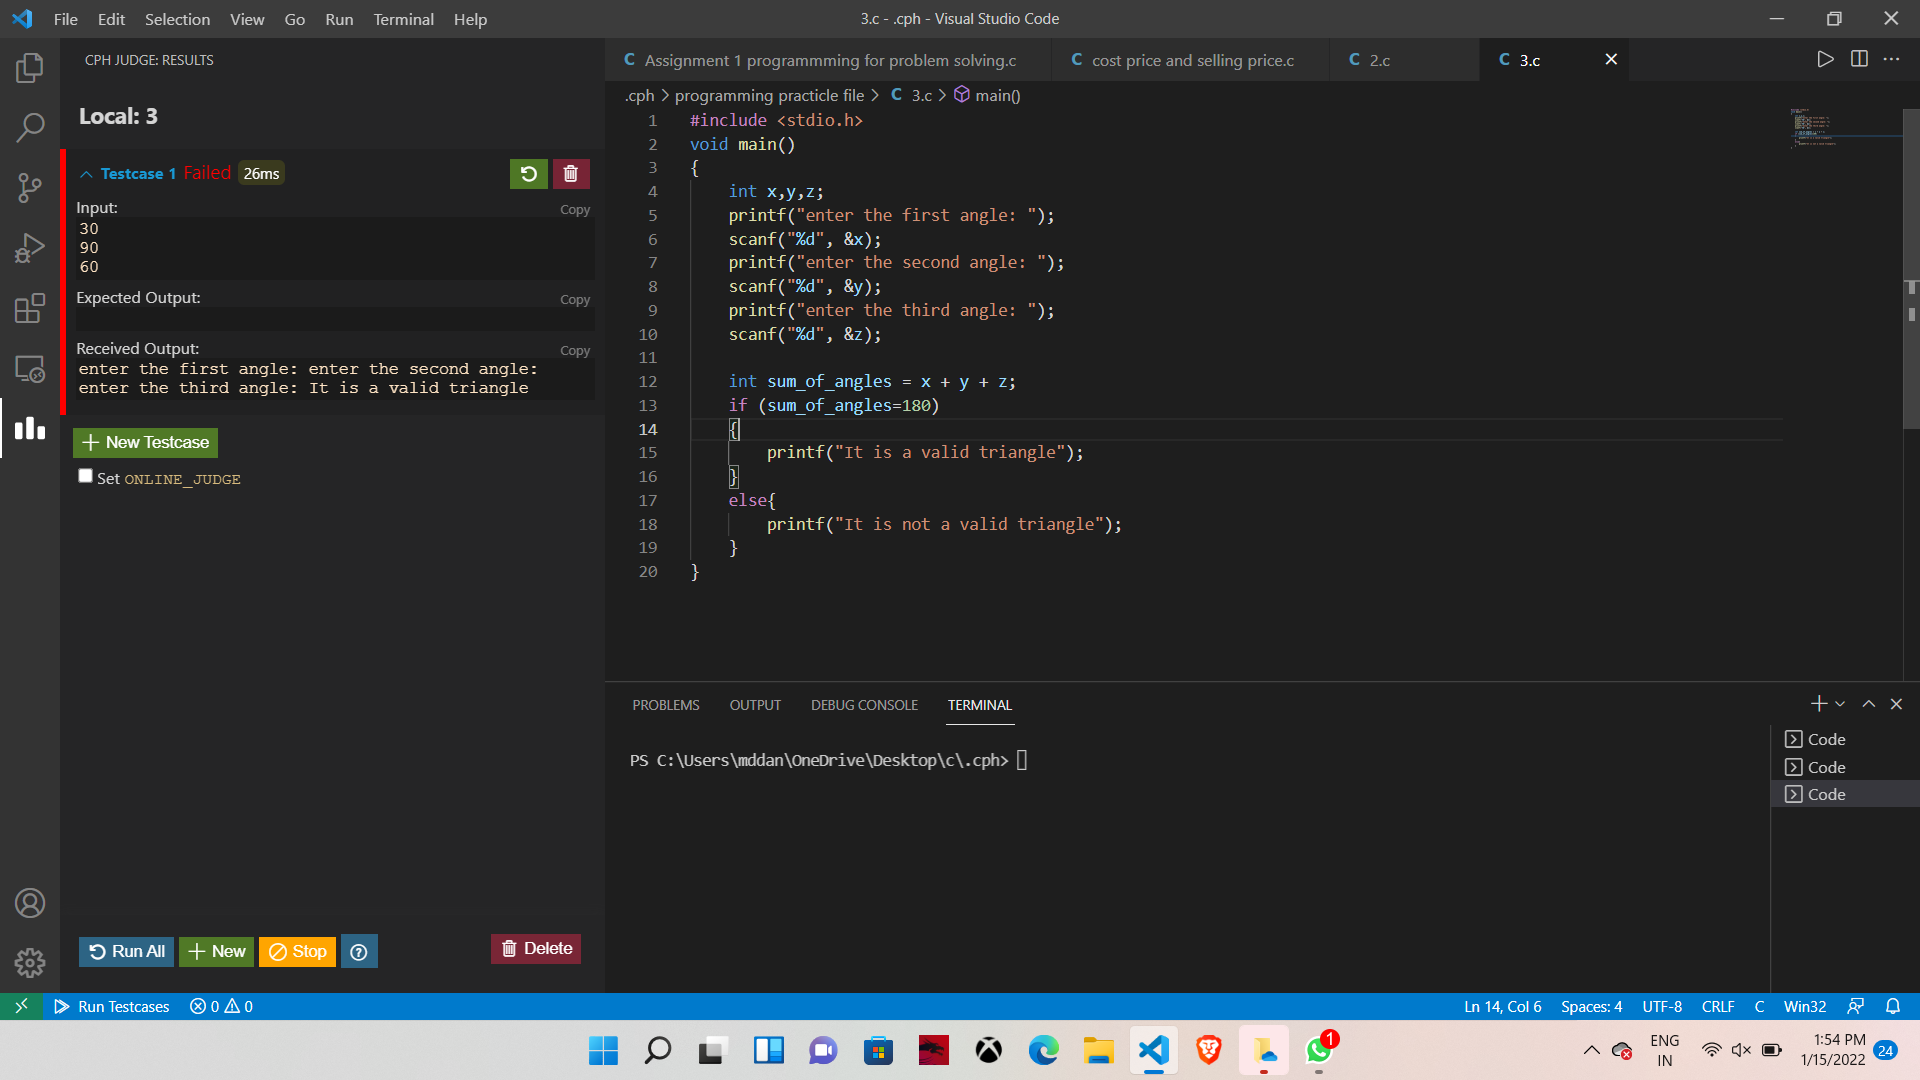 File Edit Selection View Go Run Terminal Help
3.c - .cph - Visual Studio Code
CPH JUDGE: RESULTS
Local: 3
Testcase 1 Failed 26ms
Input:
Copy
30
90
60
Expected Output:
Copy
Received Output:
Copy
enter the first angle: enter the second angle:
enter the third angle: It is a valid triangle
New Testcase
Set ONLINE_JUDGE
Run All
New
Stop
Delete
C Assignment 1 programmming for problem solving.c
C cost price and selling price.c
C 2.c
C 3.c
.cph > programming practicle file > C 3.c > main()
1 #include <stdio.h>
2 void main()
3 {
4 int x,y,z;
5 printf("enter the first angle: ");
6 scanf("%d", &x);
7 printf("enter the second angle: ");
8 scanf("%d", &y);
9 printf("enter the third angle: ");
10 scanf("%d", &z);
11
12 int sum_of_angles = x + y + z;
13 if (sum_of_angles=180)
14 {
15 printf("It is a valid triangle");
16 }
17 else{
18 printf("It is not a valid triangle");
19 }
20 }
PROBLEMS OUTPUT DEBUG CONSOLE TERMINAL
PS C:\Users\mddan\OneDrive\Desktop\c\.cph>
Code
Code
Code
Run Testcases 0 0
Ln 14, Col 6 Spaces: 4 UTF-8 CRLF C Win32
1
ENG
IN
1:54 PM
1/15/2022
24